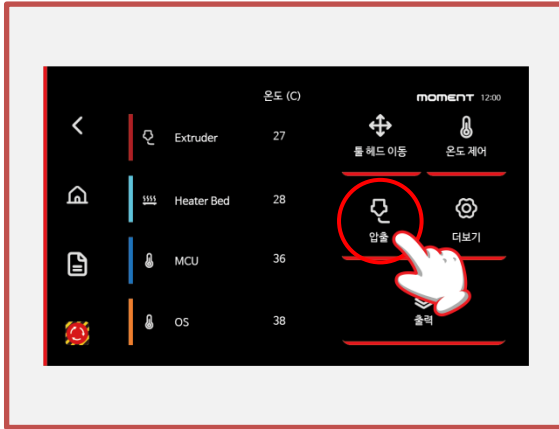 온도 (C)
moment 12:00
Extruder 27
Heater Bed 28
MCU 36
OS 38
툴 헤드 이동
온도 제어
압출
더보기
출력